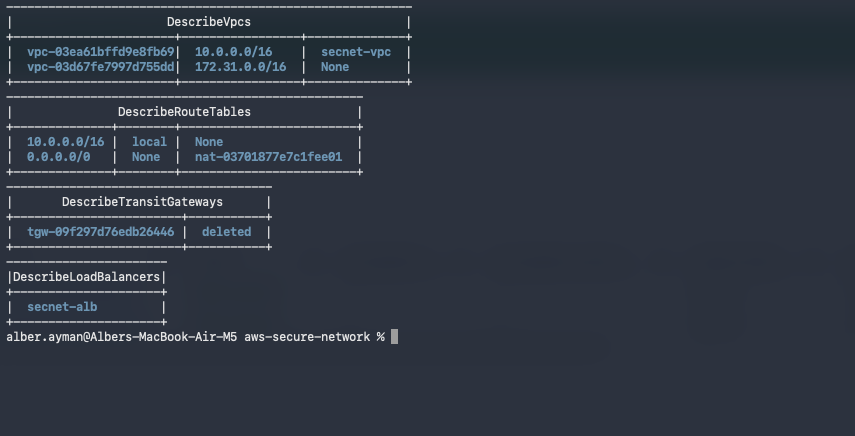 -----------------------------------------------------------
|                      DescribeVpcs                       |
+------------------------+-----------------+--------------+
|  vpc-03ea61bffd9e8fb69|  10.0.0.0/16    |  secnet-vpc  |
|  vpc-03d67fe7997d755dd|  172.31.0.0/16  |  None        |
+------------------------+-----------------+--------------+
----------------------------------------------------
|               DescribeRouteTables                |
+--------------+--------+--------------------------+
|  10.0.0.0/16 |  local |  None                    |
|  0.0.0.0/0   |  None  |  nat-03701877e7c1fee01   |
+--------------+--------+--------------------------+
---------------------------------------
|       DescribeTransitGateways       |
+-------------------------+-----------+
|  tgw-09f297d76edb26446 |  deleted  |
+-------------------------+-----------+
------------------------
|DescribeLoadBalancers|
+----------------------+
|  secnet-alb         |
+----------------------+
alber.ayman@Albers-MacBook-Air-M5 aws-secure-network %